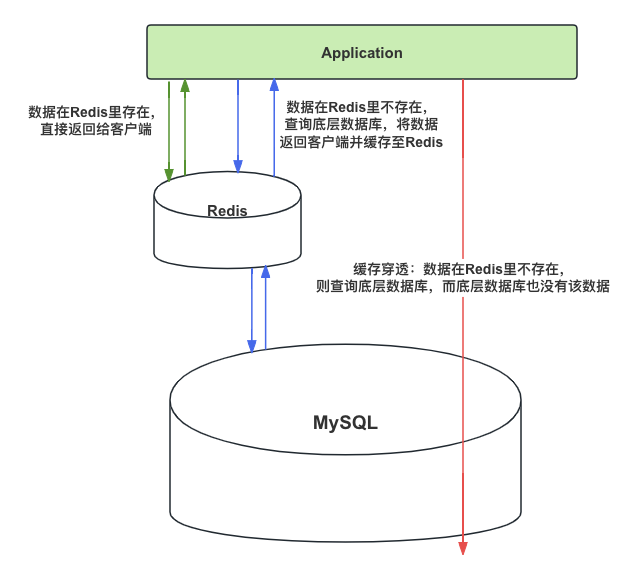 Application
数据在Redis里存在，
直接返回给客户端
数据在Redis里不存在，
查询底层数据库，将数据
返回客户端并缓存至Redis
Redis
缓存穿透：数据在Redis里不存在，
则查询底层数据库，而底层数据库也没有该数据
MySQL